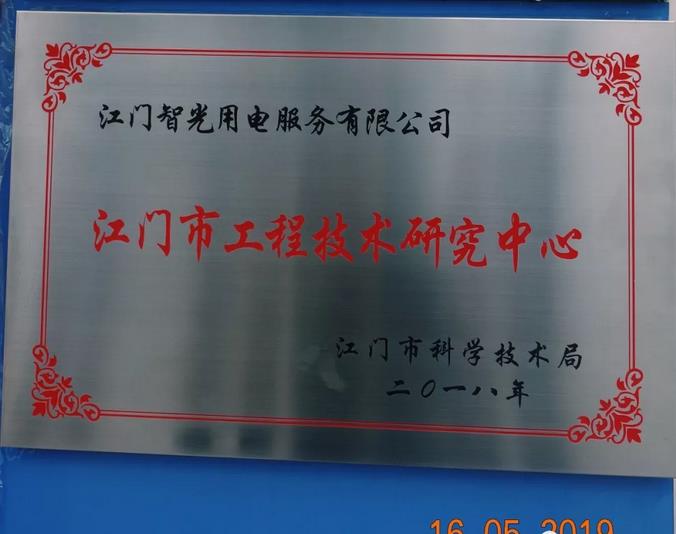 江门智光用电服务有限公司
江门市工程技术研究中心
江门市科学技术局
二〇一八年
16 05 2019